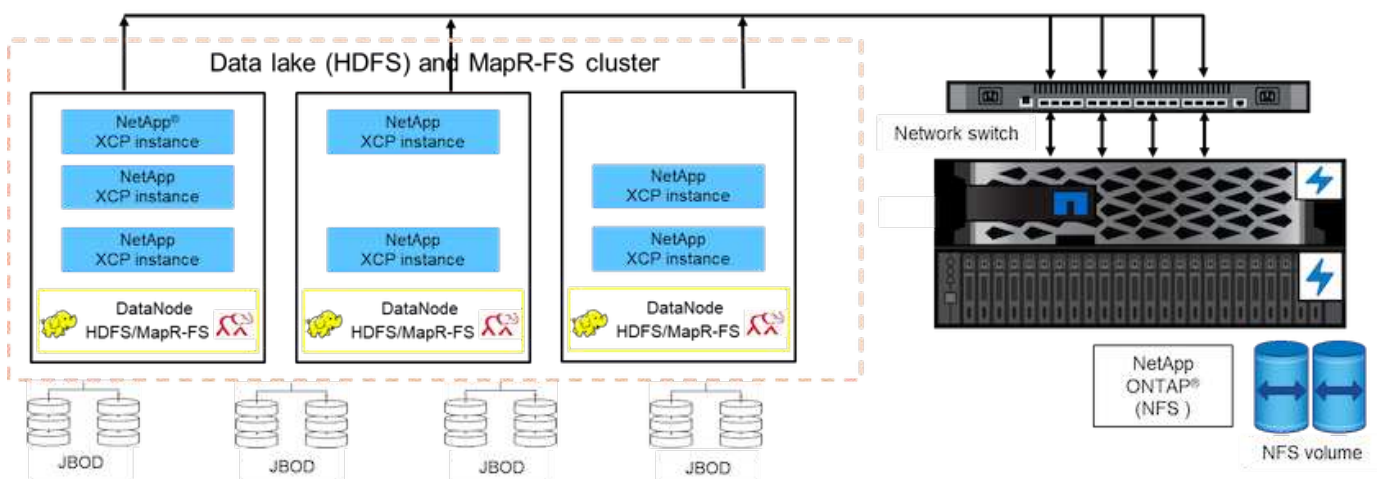 Data lake (HDFS) and MapR-FS cluster
NetApp®
XCP instance
NetApp
XCP instance
NetApp
XCP instance
DataNode
HDFS/MapR-FS
NetApp
XCP instance
NetApp
XCP instance
DataNode
HDFS/MapR-FS
NetApp
XCP instance
NetApp
XCP instance
DataNode
HDFS/MapR-FS
JBOD
JBOD
JBOD
JBOD
Network switch
NetApp
ONTAP®
(NFS )
NFS volume